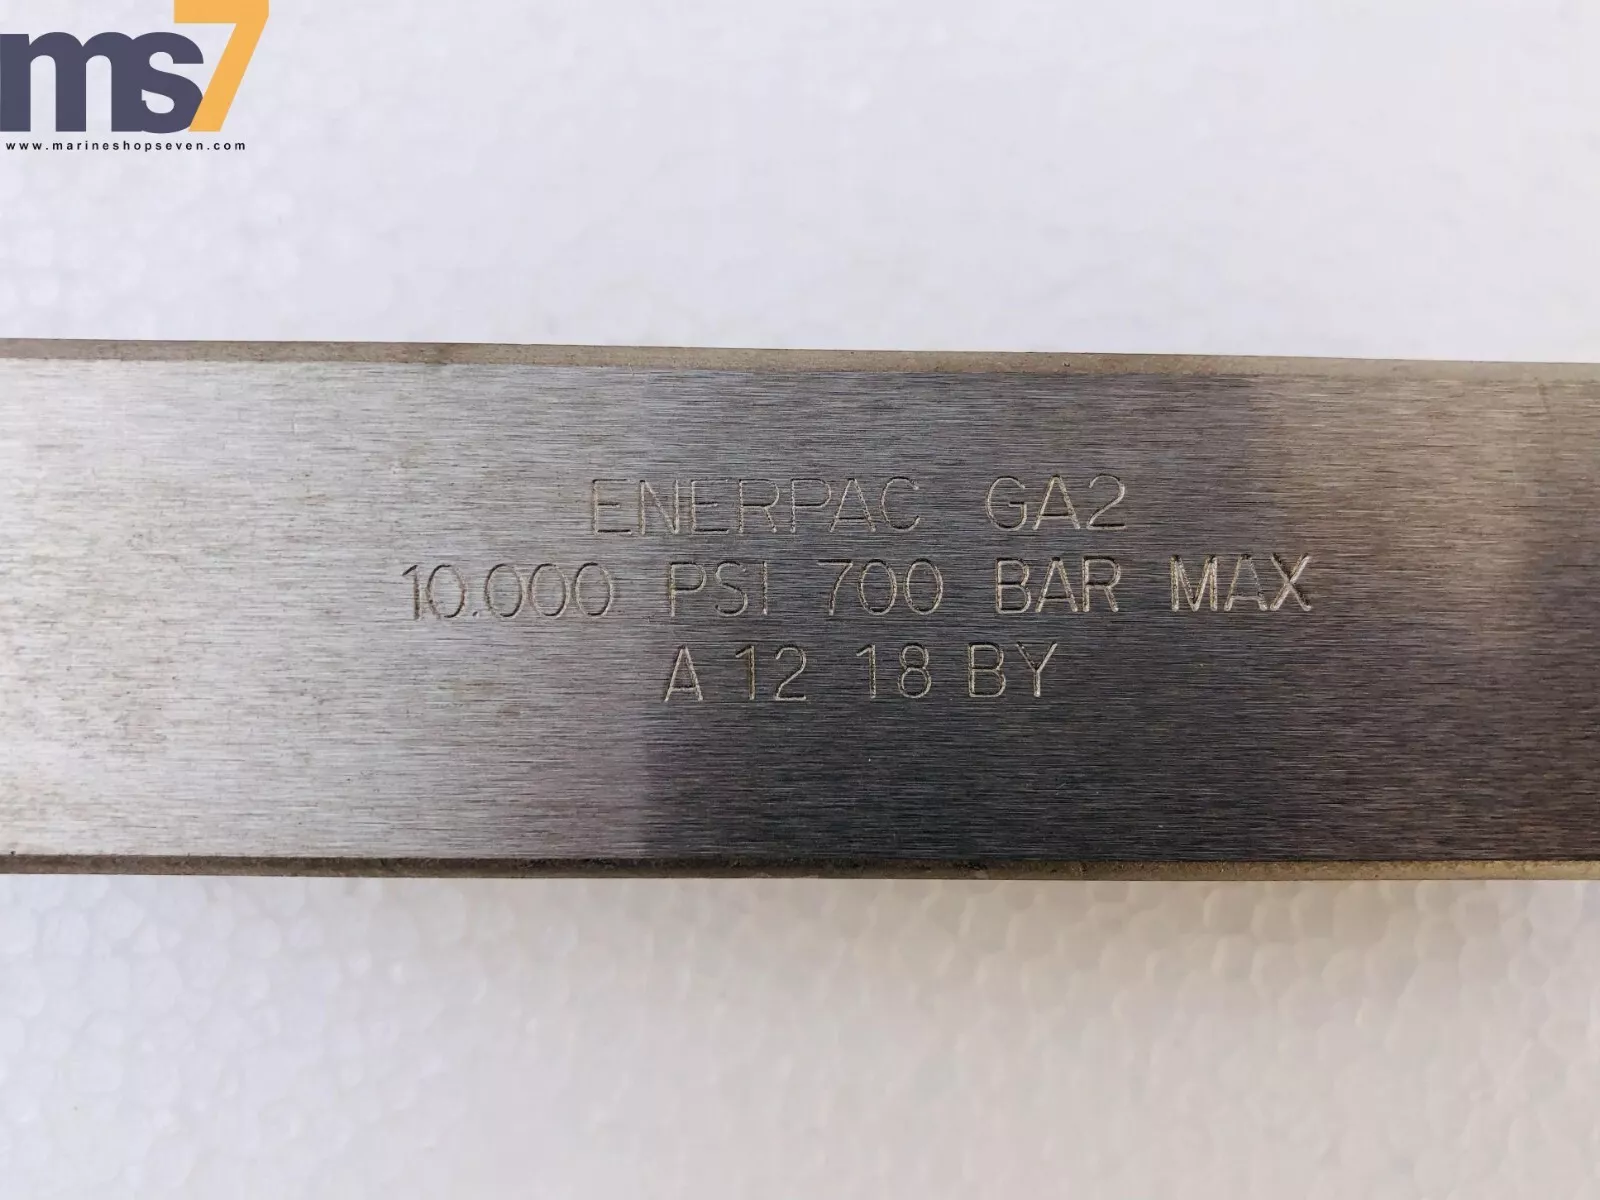 ms7
www.marineshopseven.com
ENERPAC GA2
10.000 PSI 700 BAR MAX
A 12 18 BY